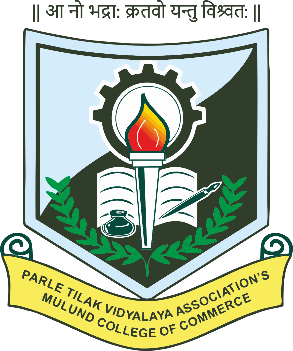 || आ नो भद्रा: क्रतवो यन्तु विश्र्वत: ||
PARLE TILAK VIDYALAYA ASSOCIATION'S
MULUND COLLEGE OF COMMERCE